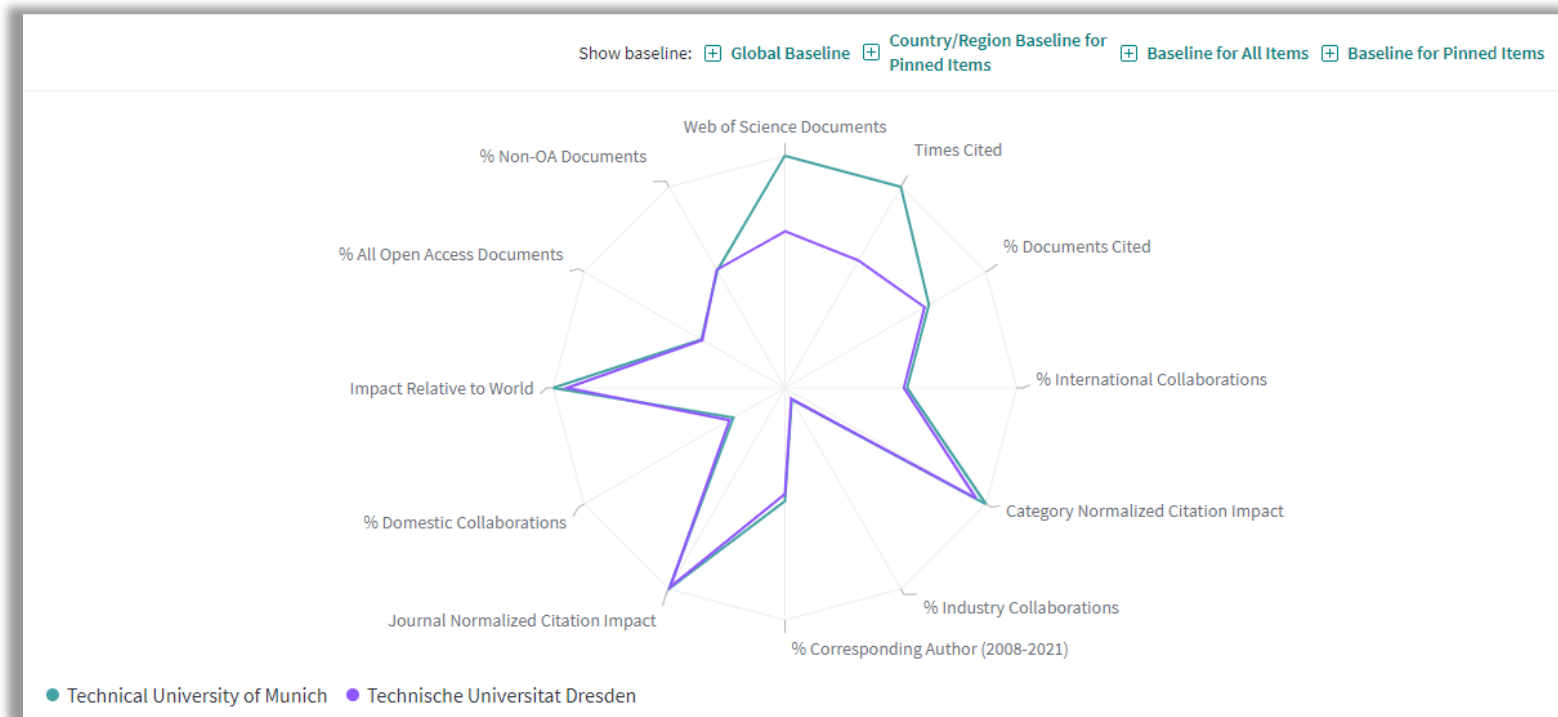 Show baseline: Global Baseline Country/Region Baseline for Pinned Items Baseline for All Items Baseline for Pinned Items
Web of Science Documents
Times Cited
% Non-OA Documents
% Documents Cited
% All Open Access Documents
% International Collaborations
Impact Relative to World
Category Normalized Citation Impact
% Domestic Collaborations
% Industry Collaborations
Journal Normalized Citation Impact
% Corresponding Author (2008-2021)
Technical University of Munich Technische Universitat Dresden